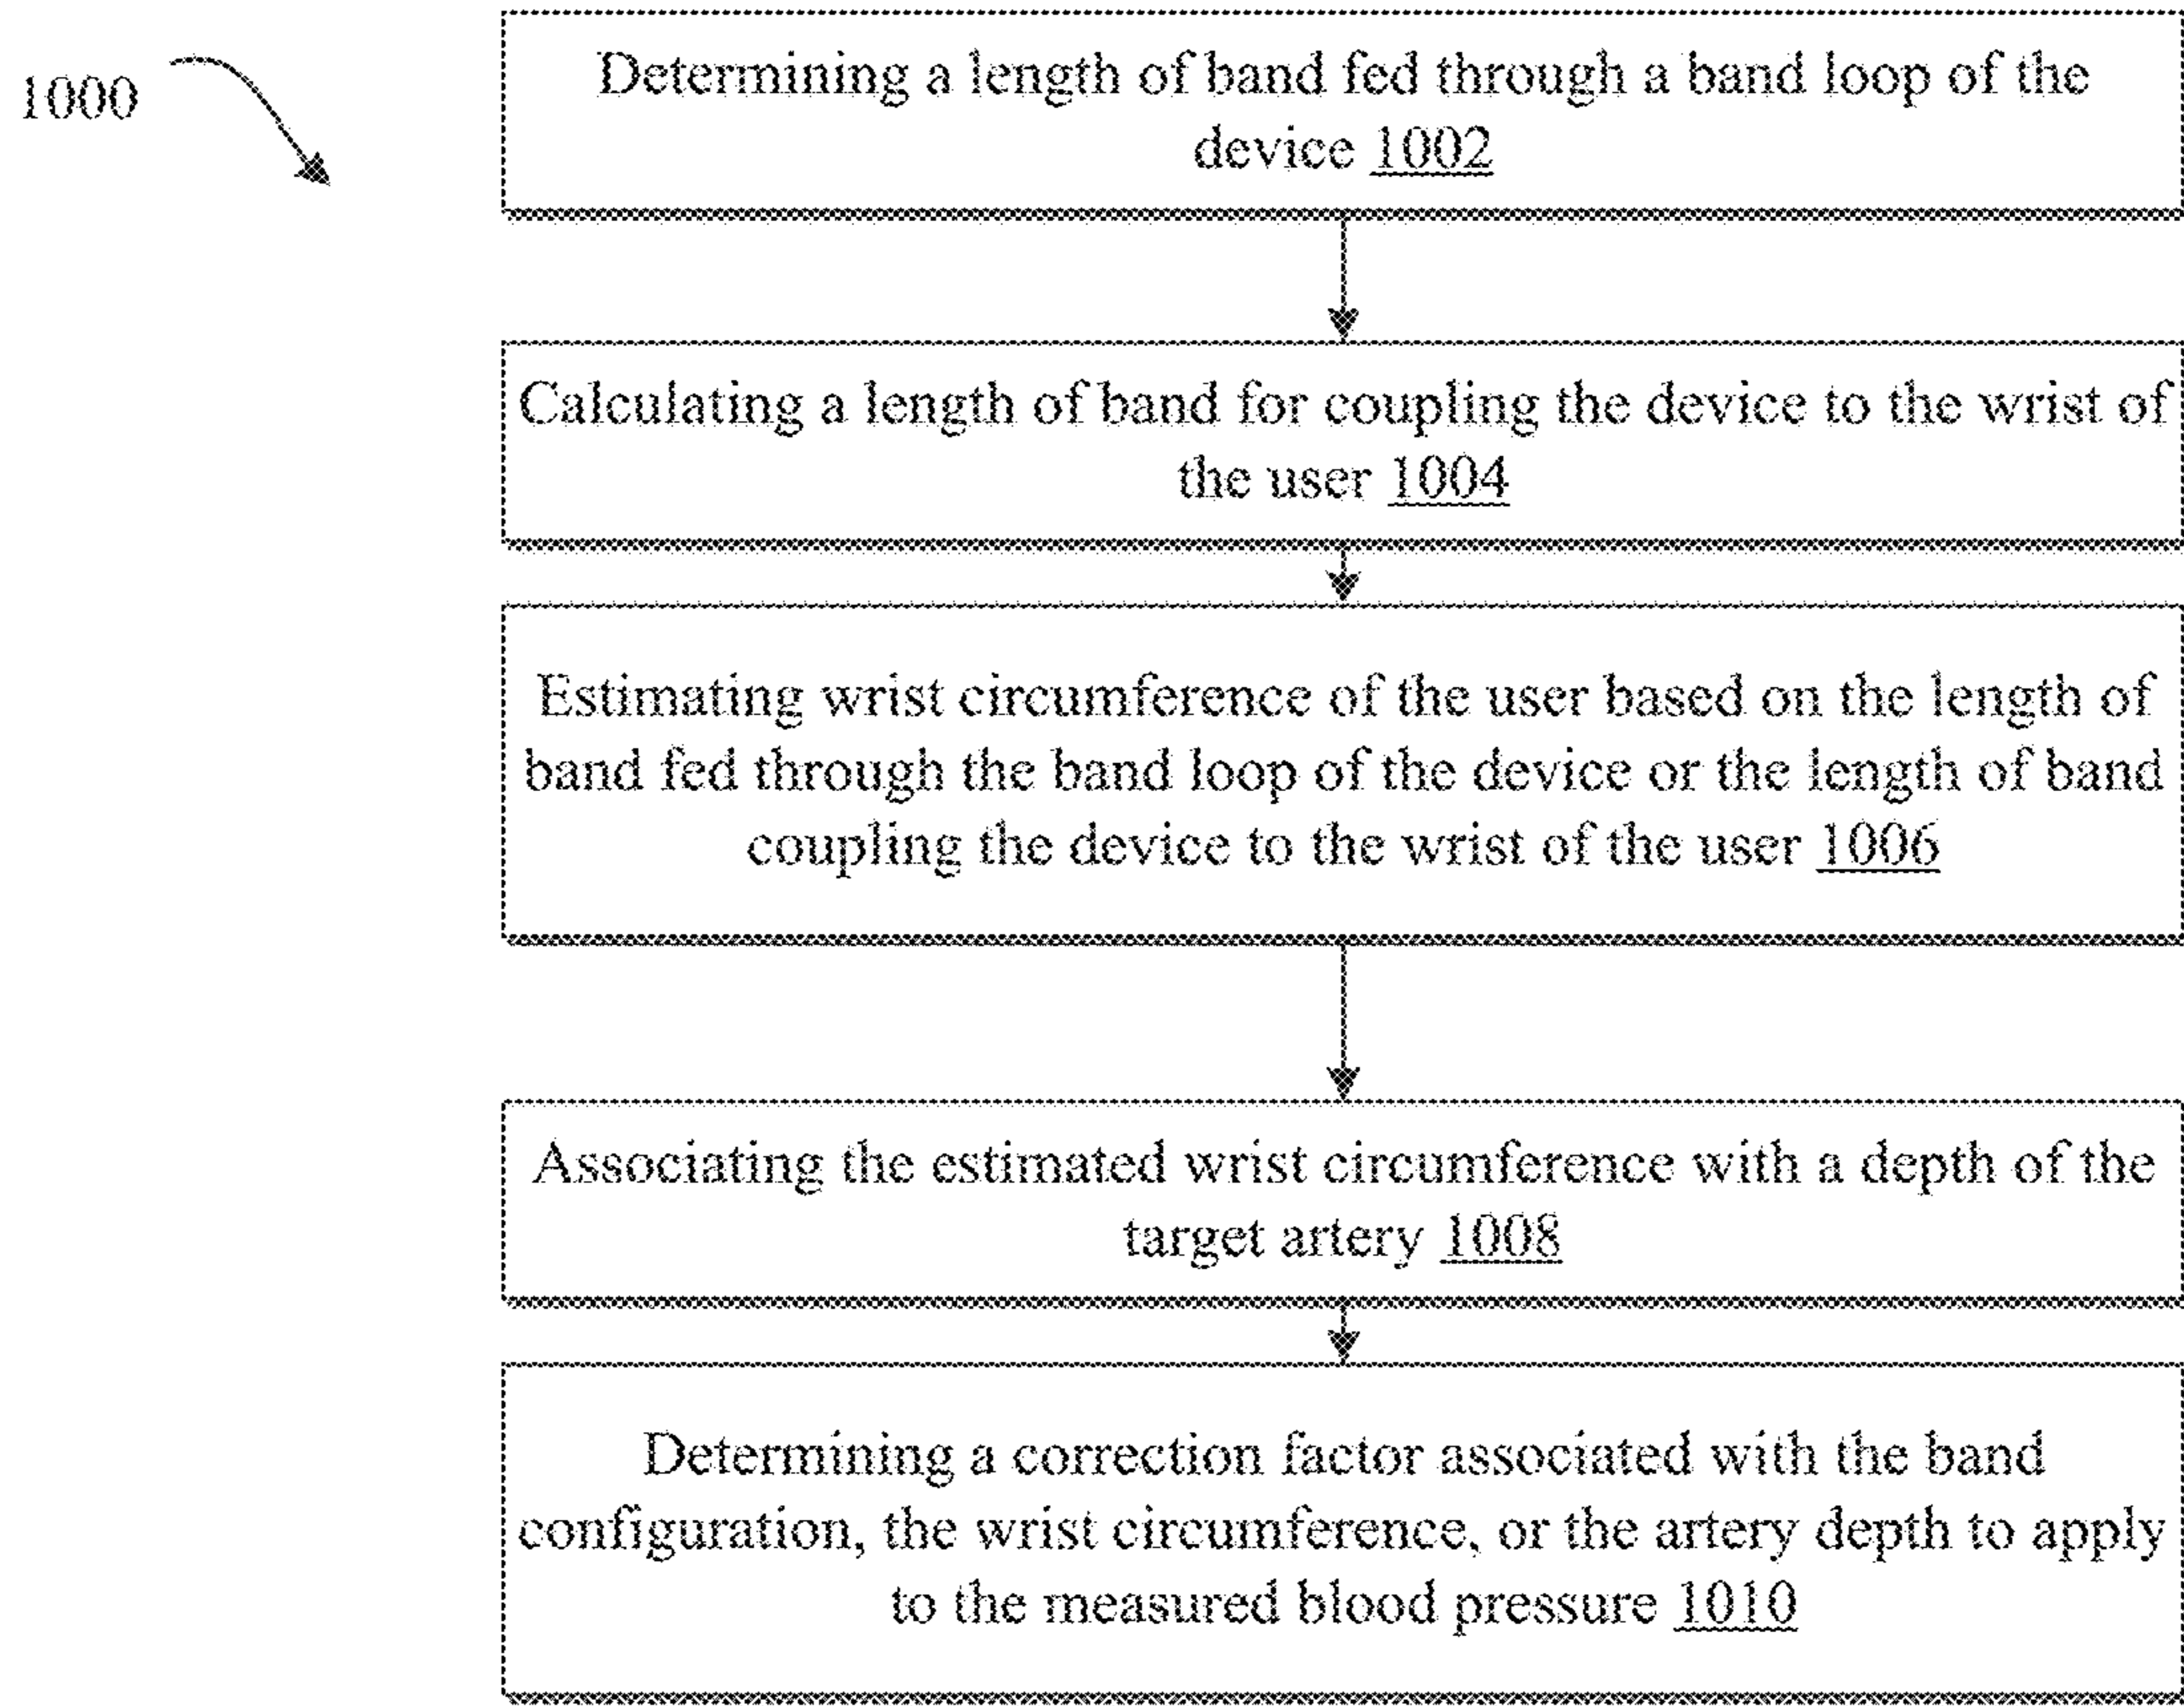 1000
Determining a length of band fed through a band loop of the
device 1002
Calculating a length of band for coupling the device to the wrist of
the user 1004
Estimating wrist circumference of the user based on the length of
band fed through the band loop of the device or the length of band
coupling the device to the wrist of the user 1006
Associating the estimated wrist circumference with a depth of the
target artery 1008
Determining a correction factor associated with the band
configuration, the wrist circumference, or the artery depth to apply
to the measured blood pressure 1010